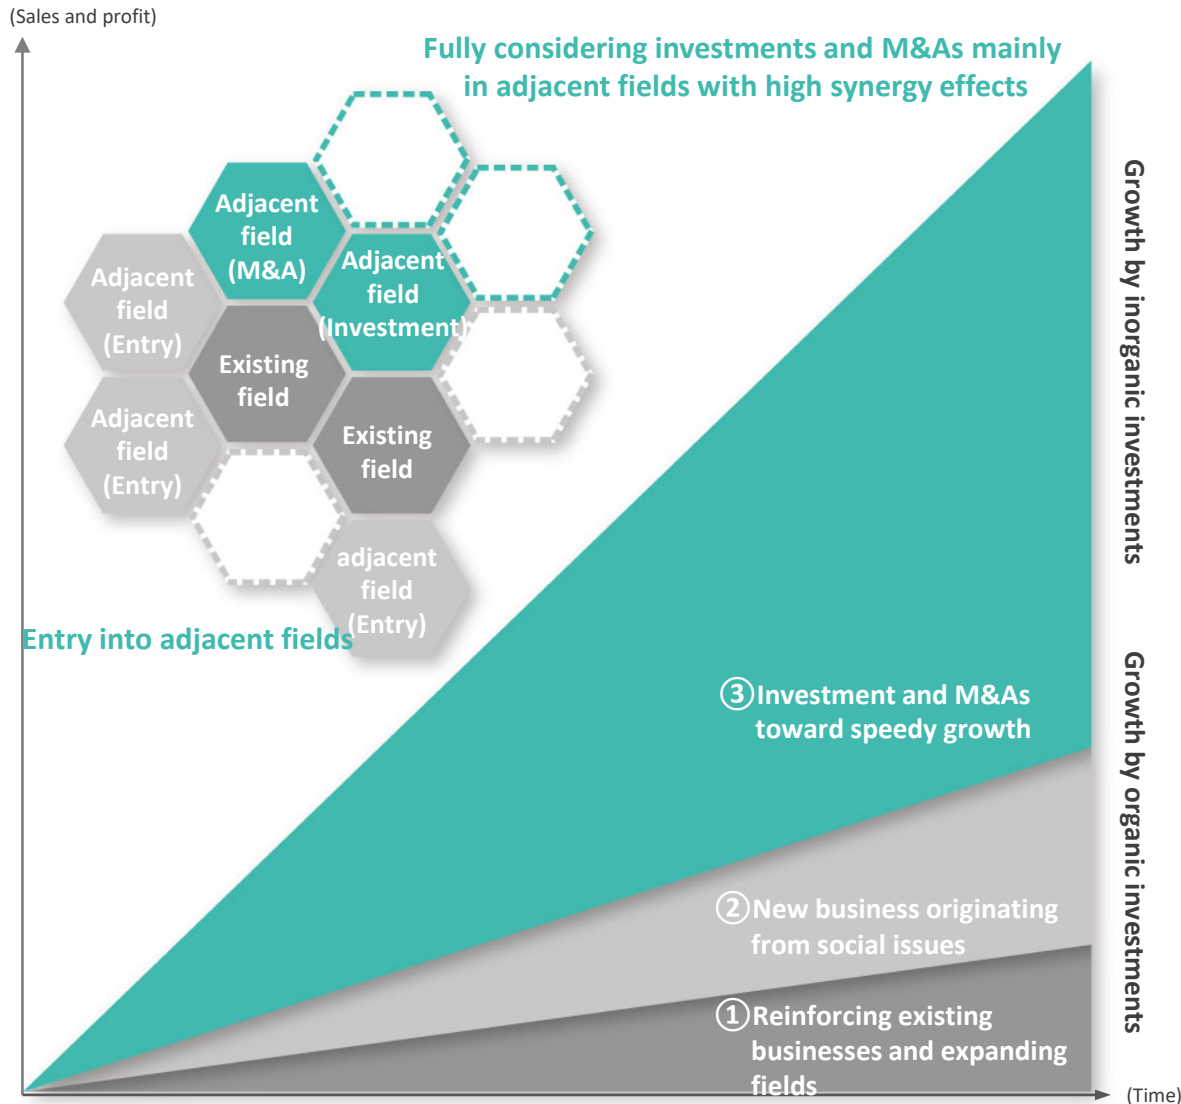 (Sales and profit)
Fully considering investments and M&As mainly
in adjacent fields with high synergy effects
Adjacent
field
(M&A)
Adjacent
field
(Investment)
Adjacent
field
(Entry)
Existing
field
Adjacent
field
(Entry)
Existing
field
adjacent
field
(Entry)
Entry into adjacent fields
Growth by inorganic investments
Growth by organic investments
③Investment and M&As
toward speedy growth
②New business originating
from social issues
①Reinforcing existing
businesses and expanding
fields
(Time)